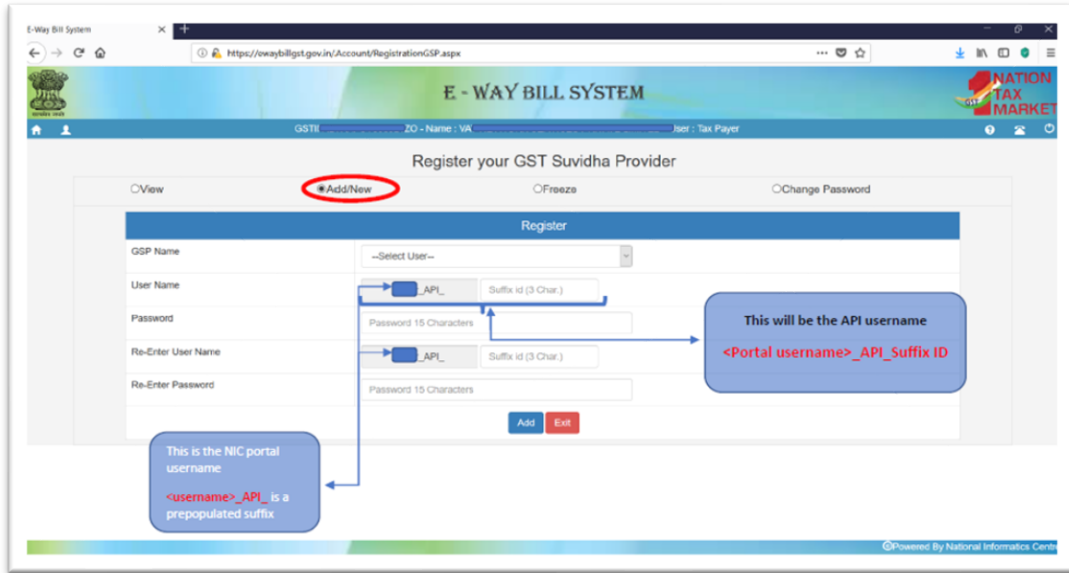 E-Way Bill System
https://ewaybillgst.gov.in/Account/RegistrationGSP.aspx
E - WAY BILL SYSTEM
NATION
GST TAX
MARKET
ZO - Name : VA User : Tax Payer
Register your GST Suvidha Provider
View Add/New Freeze Change Password
Register
GSP Name --Select User--
User Name _API_ Suffix id (3 Char.)
Password Password 15 Characters
Re-Enter User Name _API_ Suffix id (3 Char.)
Re-Enter Password Password 15 Characters
Add Exit
This will be the API username
<Portal username>_API_Suffix ID
This is the NIC portal
username
<username>_API_ is a
prepopulated suffix
Powered By National Informatics Centre